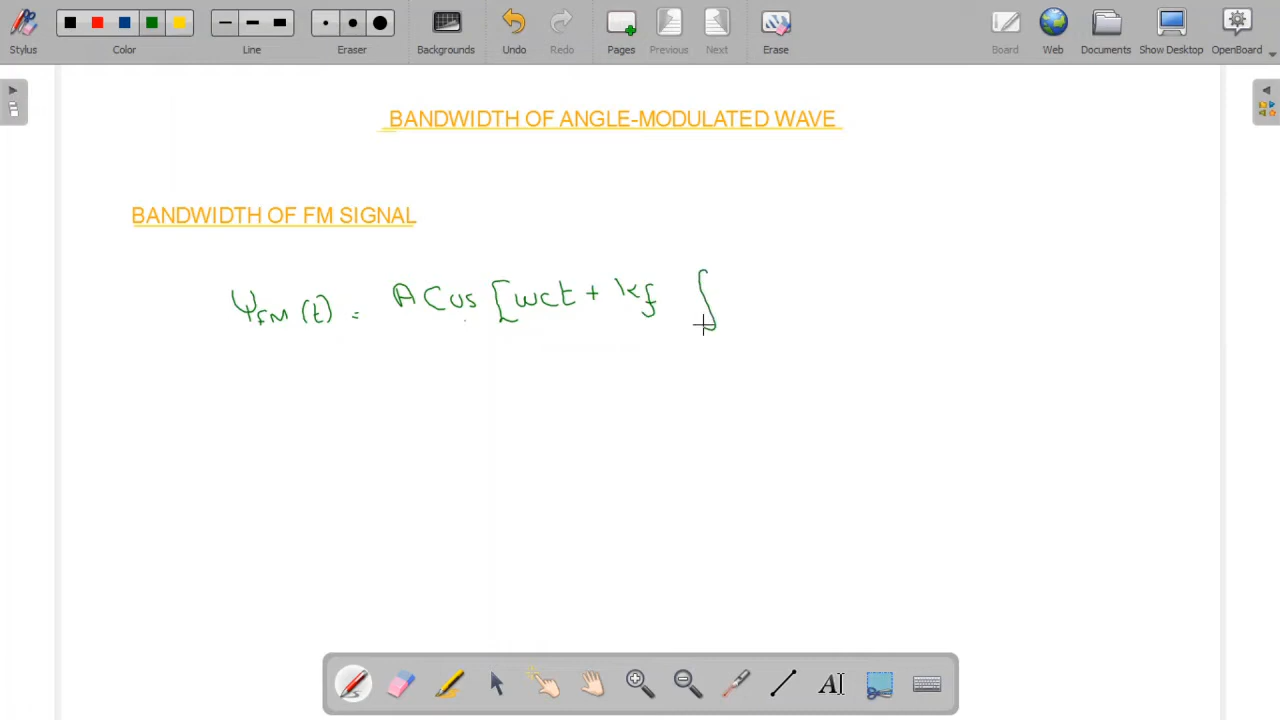 Stylus Color Line Eraser Backgrounds Undo Redo Pages Previous Next Erase Board Web Documents Show Desktop OpenBoard
BANDWIDTH OF ANGLE-MODULATED WAVE
BANDWIDTH OF FM SIGNAL
Ψ_FM (t) = A Cos [wct + kf ∫